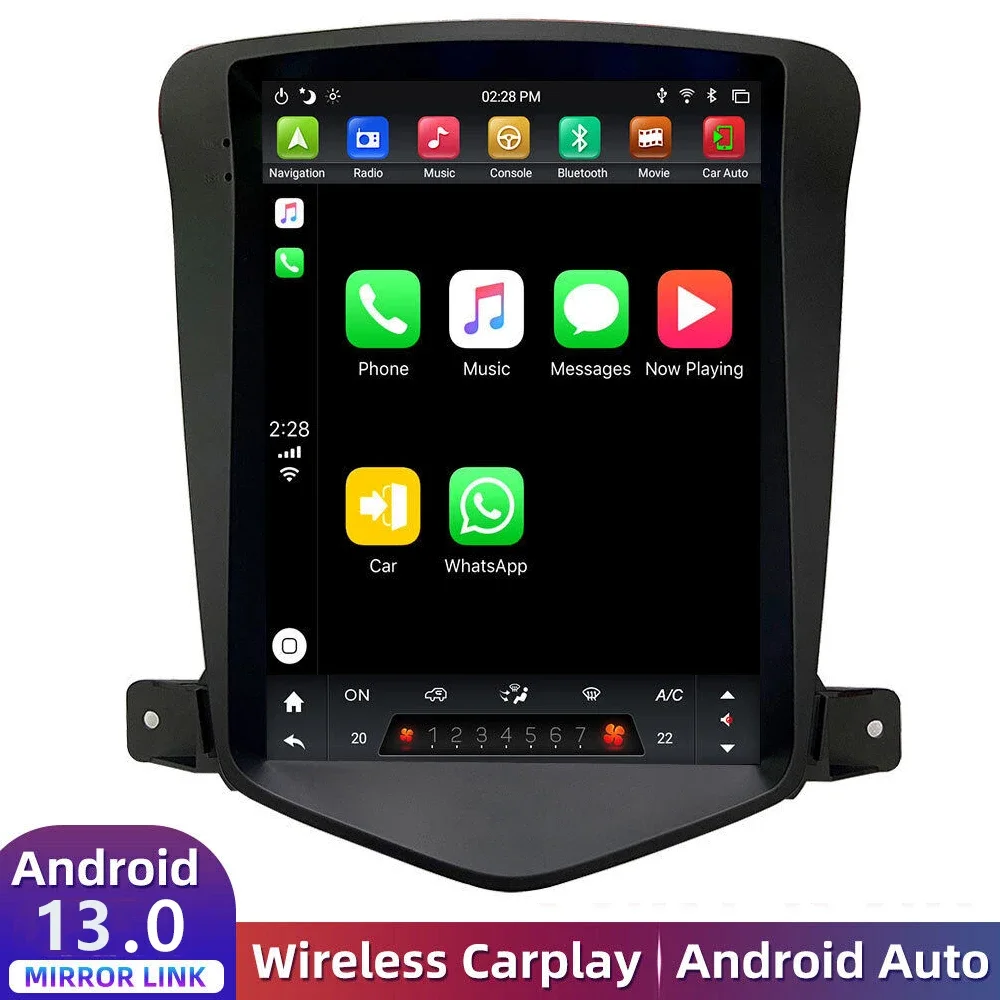 02:28 PM
Navigation Radio Music Console Bluetooth Movie Car Auto
2:28
Phone Music Messages Now Playing
Car WhatsApp
ON A/C
20 1 2 3 4 5 6 7 22
Android
13.0
MIRROR LINK
Wireless Carplay Android Auto